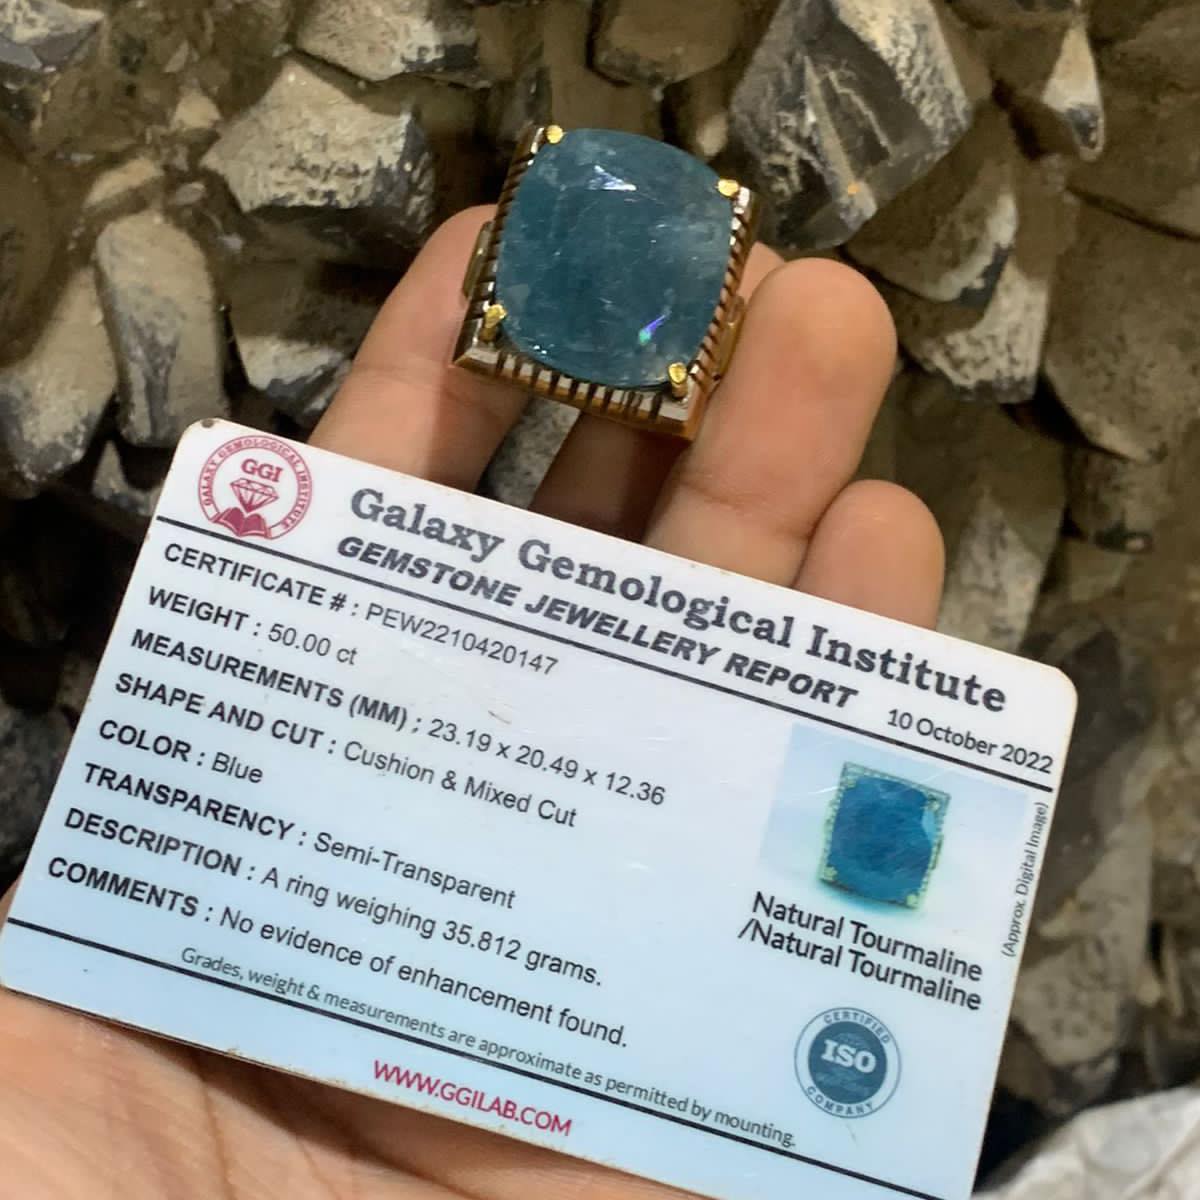 GALAXY GEMOLOGICAL INSTITUTE
GGI
Galaxy Gemological Institute
GEMSTONE JEWELLERY REPORT
10 October 2022
CERTIFICATE # : PEW2210420147
WEIGHT : 50.00 ct
MEASUREMENTS (MM) ; 23.19 x 20.49 x 12.36
SHAPE AND CUT : Cushion & Mixed Cut
COLOR : Blue
TRANSPARENCY : Semi-Transparent
DESCRIPTION : A ring weighing 35.812 grams.
COMMENTS : No evidence of enhancement found.
(Approx. Digital Image)
Natural Tourmaline
/Natural Tourmaline
CERTIFIED
ISO
COMPANY
Grades, weight & measurements are approximate as permitted by mounting.
WWW.GGILAB.COM